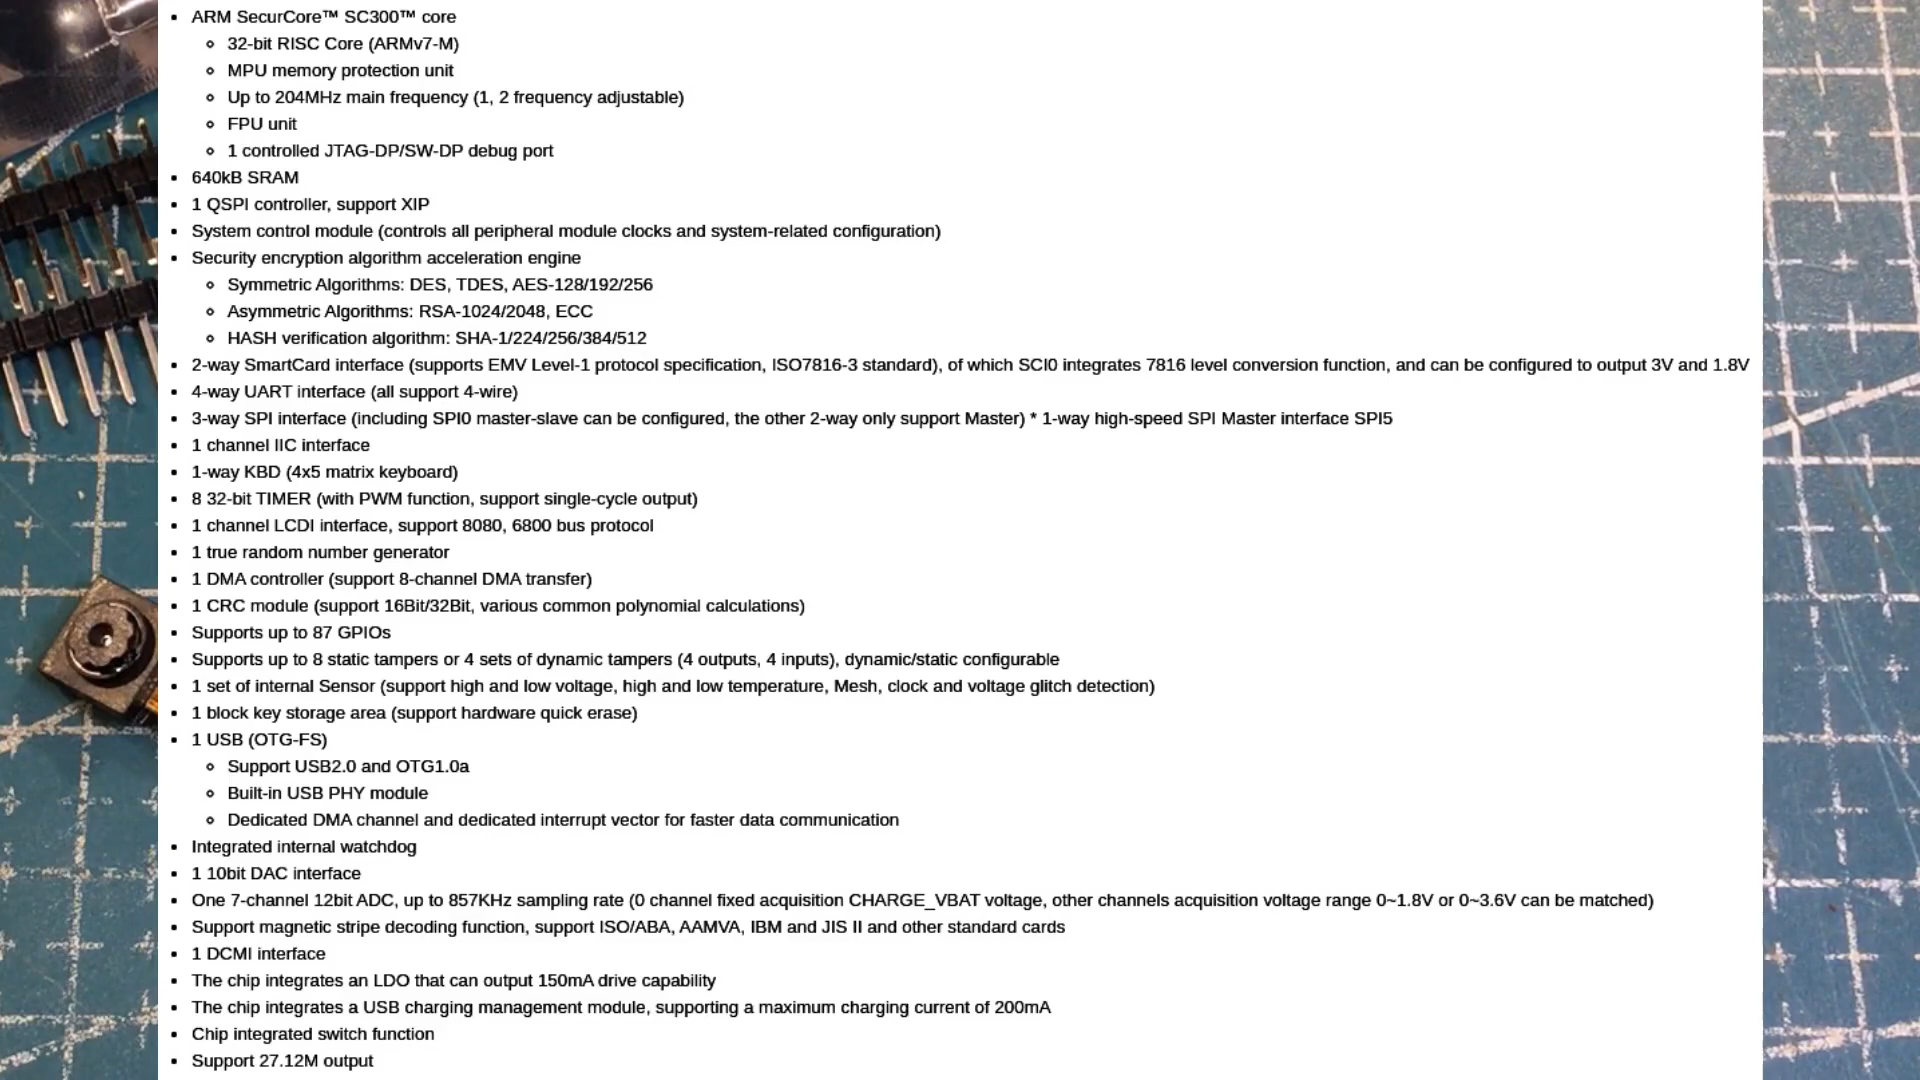 ARM SecurCore™ SC300™ core
32-bit RISC Core (ARMv7-M)
MPU memory protection unit
Up to 204MHz main frequency (1, 2 frequency adjustable)
FPU unit
1 controlled JTAG-DP/SW-DP debug port
640kB SRAM
1 QSPI controller, support XIP
System control module (controls all peripheral module clocks and system-related configuration)
Security encryption algorithm acceleration engine
Symmetric Algorithms: DES, TDES, AES-128/192/256
Asymmetric Algorithms: RSA-1024/2048, ECC
HASH verification algorithm: SHA-1/224/256/384/512
2-way SmartCard interface (supports EMV Level-1 protocol specification, ISO7816-3 standard), of which SCI0 integrates 7816 level conversion function, and can be configured to output 3V and 1.8V
4-way UART interface (all support 4-wire)
3-way SPI interface (including SPI0 master-slave can be configured, the other 2-way only support Master) * 1-way high-speed SPI Master interface SPI5
1 channel IIC interface
1-way KBD (4x5 matrix keyboard)
8 32-bit TIMER (with PWM function, support single-cycle output)
1 channel LCDI interface, support 8080, 6800 bus protocol
1 true random number generator
1 DMA controller (support 8-channel DMA transfer)
1 CRC module (support 16Bit/32Bit, various common polynomial calculations)
Supports up to 87 GPIOs
Supports up to 8 static tampers or 4 sets of dynamic tampers (4 outputs, 4 inputs), dynamic/static configurable
1 set of internal Sensor (support high and low voltage, high and low temperature, Mesh, clock and voltage glitch detection)
1 block key storage area (support hardware quick erase)
1 USB (OTG-FS)
Support USB2.0 and OTG1.0a
Built-in USB PHY module
Dedicated DMA channel and dedicated interrupt vector for faster data communication
Integrated internal watchdog
1 10bit DAC interface
One 7-channel 12bit ADC, up to 857KHz sampling rate (0 channel fixed acquisition CHARGE_VBAT voltage, other channels acquisition voltage range 0~1.8V or 0~3.6V can be matched)
Support magnetic stripe decoding function, support ISO/ABA, AAMVA, IBM and JIS II and other standard cards
1 DCMI interface
The chip integrates an LDO that can output 150mA drive capability
The chip integrates a USB charging management module, supporting a maximum charging current of 200mA
Chip integrated switch function
Support 27.12M output